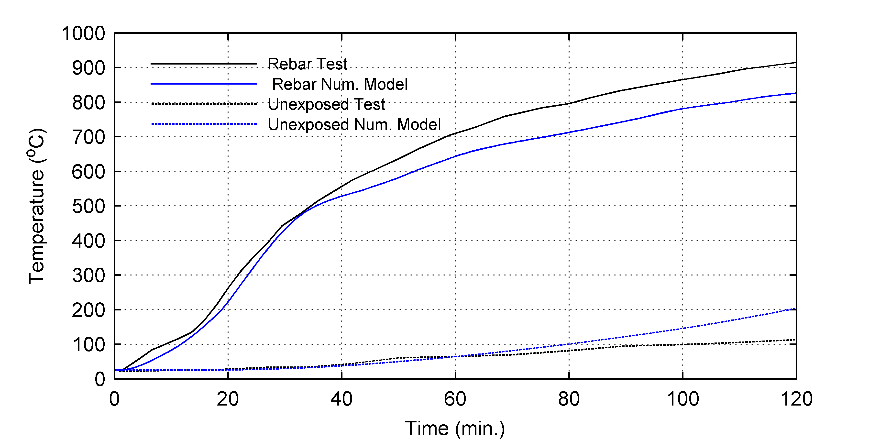 1000
900
800
700
600
500
400
300
200
100
0
Temperature (ºC)
Rebar Test
Rebar Num. Model
Unexposed Test
Unexposed Num. Model
0 20 40 60 80 100 120
Time (min.)